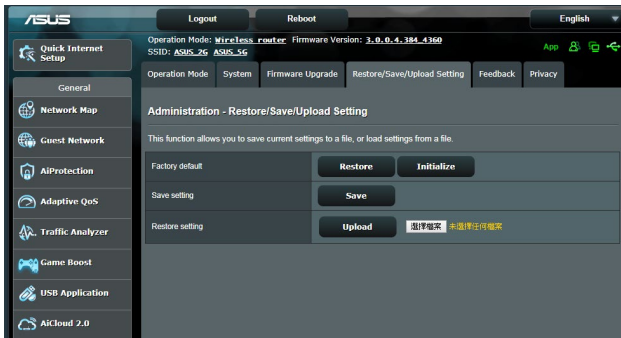 ASUS
Logout
Reboot
English
Quick Internet Setup
Operation Mode: Wireless router Firmware Version: 3.0.0.4.384_4360
SSID: ASUS_2G ASUS_5G
App
Operation Mode
System
Firmware Upgrade
Restore/Save/Upload Setting
Feedback
Privacy
General
Network Map
Guest Network
AiProtection
Adaptive QoS
Traffic Analyzer
Game Boost
USB Application
AiCloud 2.0
Administration - Restore/Save/Upload Setting
This function allows you to save current settings to a file, or load settings from a file.
Factory default
Restore
Initialize
Save setting
Save
Restore setting
Upload
選擇檔案 未選擇任何檔案